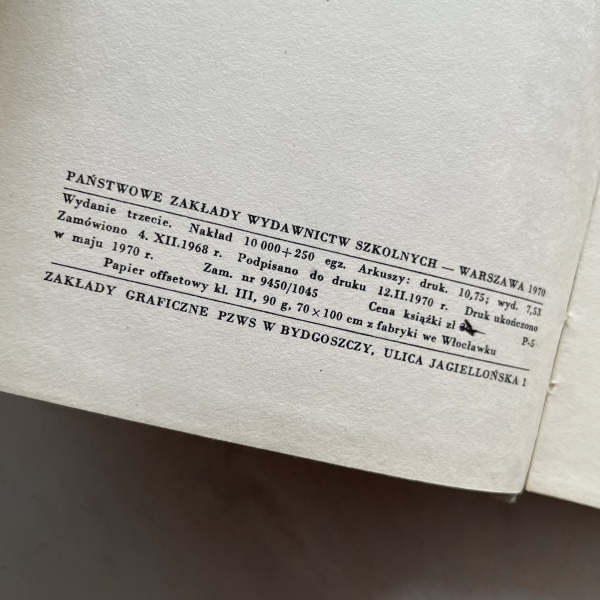 PAŃSTWOWE ZAKŁADY WYDAWNICTW SZKOLNYCH — WARSZAWA 1970
Wydanie trzecie. Nakład 10 000+250 egz. Arkuszy: druk. 10,75; wyd. 7,53
Zamówiono 4. XII.1968 r. Podpisano do druku 12.II.1970 r. Druk ukończono
w maju 1970 r. Zam. nr 9450/1045 Cena książki zł P-5
Papier offsetowy kl. III, 90 g, 70×100 cm z fabryki we Włocławku
ZAKŁADY GRAFICZNE PZWS W BYDGOSZCZY, ULICA JAGIELLOŃSKA 1